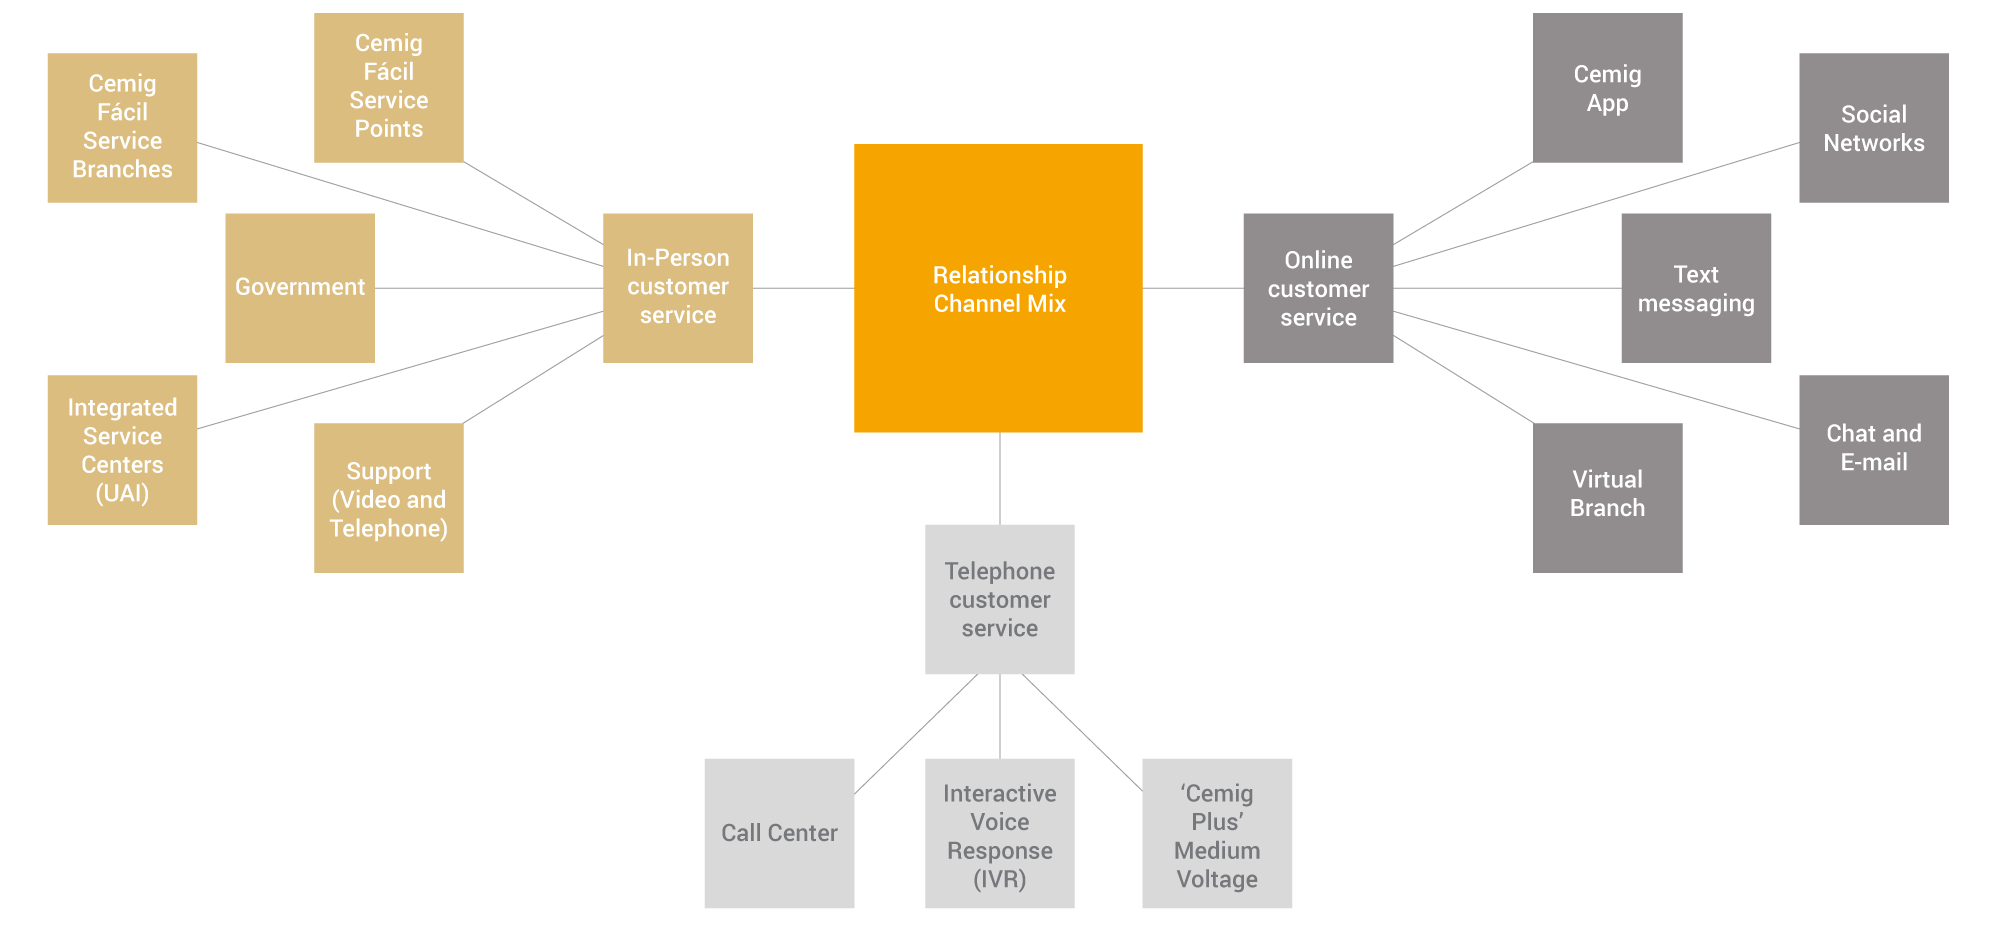 Cemig
Fácil
Service
Branches
Cemig
Fácil
Service
Points
Government
Integrated
Service
Centers
(UAI)
Support
(Video and
Telephone)
In-Person
customer
service
Relationship
Channel Mix
Online
customer
service
Cemig
App
Social
Networks
Text
messaging
Chat and
E-mail
Virtual
Branch
Telephone
customer
service
Call Center
Interactive
Voice
Response
(IVR)
‘Cemig
Plus’
Medium
Voltage